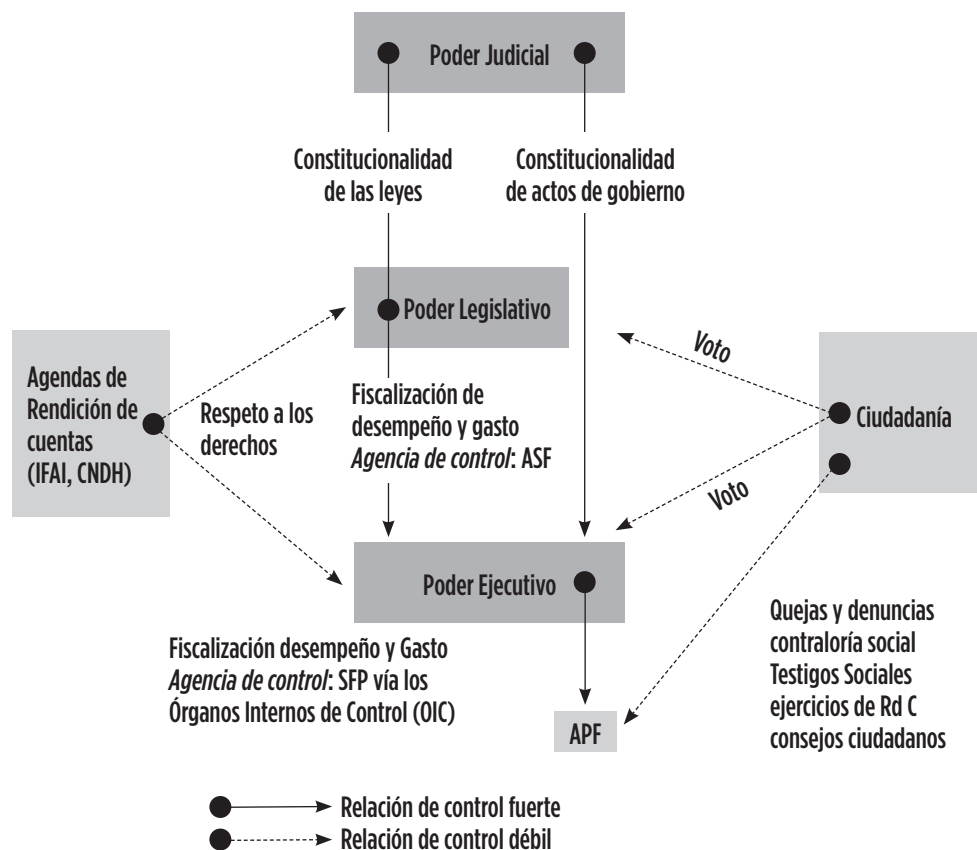 Poder Judicial
Constitucionalidad
de las leyes
Constitucionalidad
de actos de gobierno
Poder Legislativo
Agendas de
Rendición de
cuentas
(IFAI, CNDH)
Respeto a los
derechos
Fiscalización de
desempeño y gasto
Agencia de control: ASF
Voto
Voto
Ciudadanía
Poder Ejecutivo
Fiscalización desempeño y Gasto
Agencia de control: SFP vía los
Órganos Internos de Control (OIC)
APF
Quejas y denuncias
contraloría social
Testigos Sociales
ejercicios de Rd C
consejos ciudadanos
Relación de control fuerte
Relación de control débil